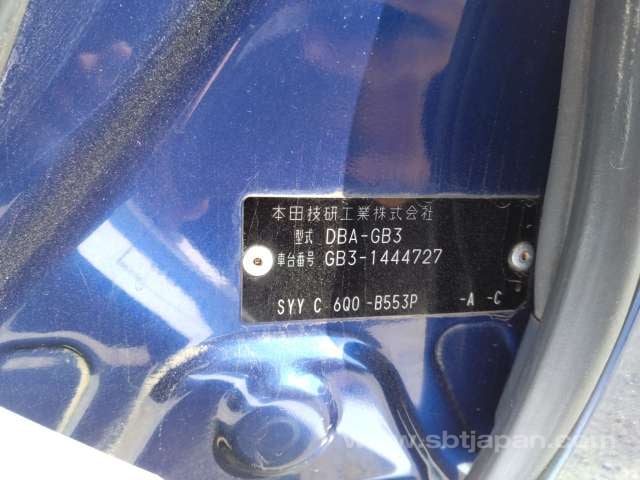 本田技研工業株式会社
型式 DBA-GB3
車台番号 GB3-1444727
SYY C 6Q0 -B553P -A -C
www.sbtjapan.com